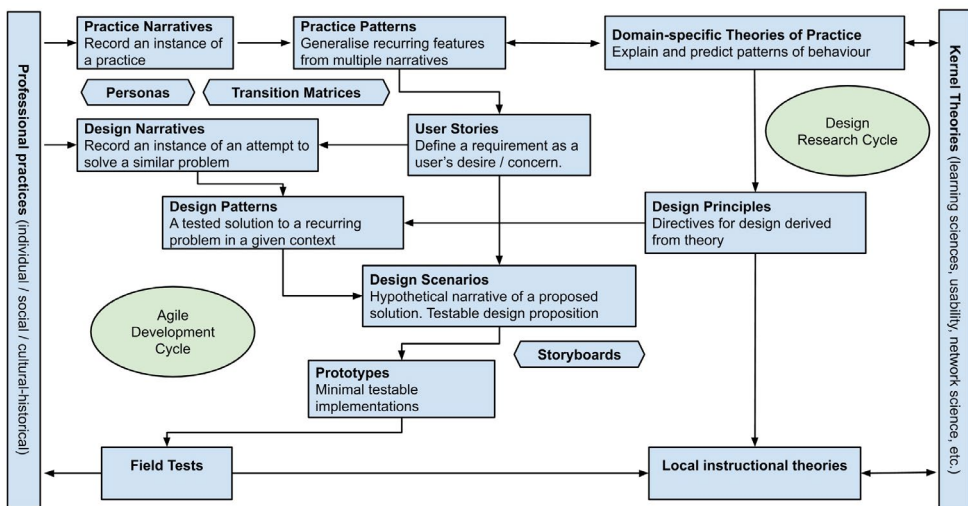 Professional practices (individual / social / cultural-historical)
Practice Narratives
Record an instance of
a practice
Practice Patterns
Generalise recurring features
from multiple narratives
Domain-specific Theories of Practice
Explain and predict patterns of behaviour
Kernel Theories (learning sciences, usability, network science, etc.)
Personas
Transition Matrices
Design
Research Cycle
Design Narratives
Record an instance of an attempt to
solve a similar problem
User Stories
Define a requirement as a
user's desire / concern.
Design Patterns
A tested solution to a recurring
problem in a given context
Design Principles
Directives for design derived
from theory
Design Scenarios
Hypothetical narrative of a proposed
solution. Testable design proposition
Agile
Development
Cycle
Storyboards
Prototypes
Minimal testable
implementations
Field Tests
Local instructional theories